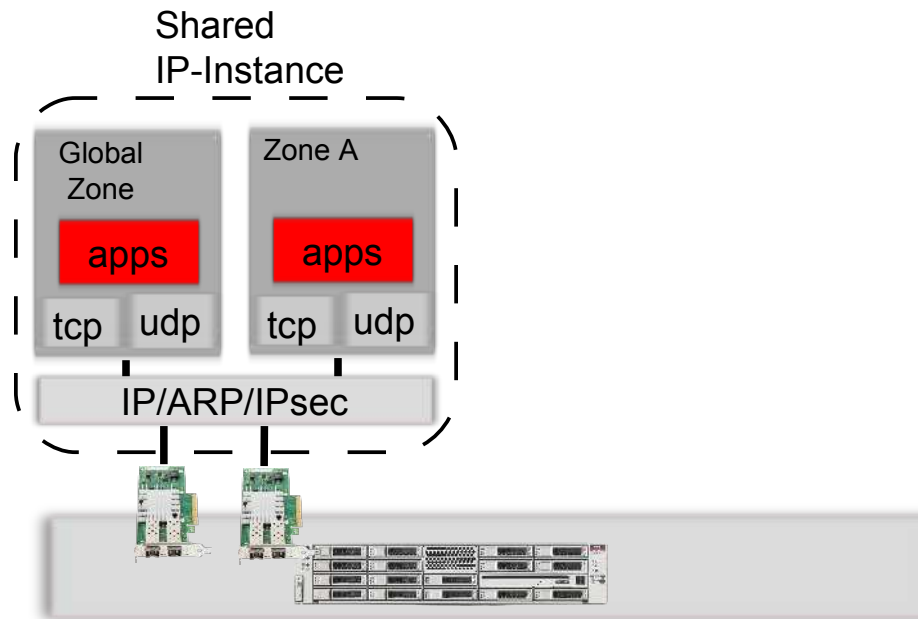 Shared
IP-Instance
Global
Zone
apps
tcp
udp
Zone A
apps
tcp
udp
IP/ARP/IPsec